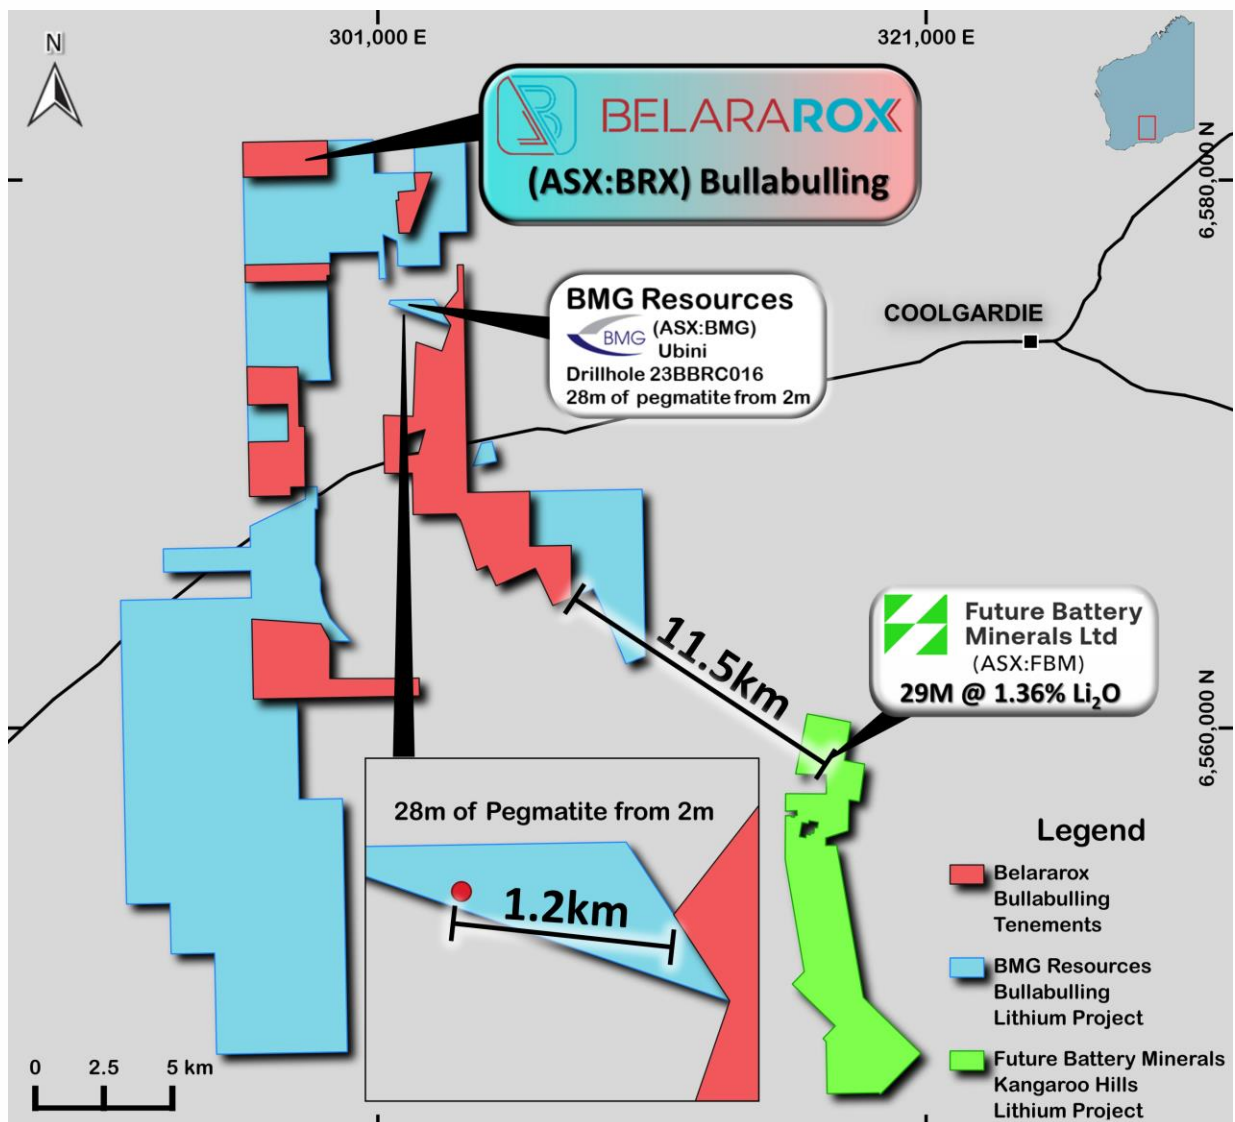 301,000 E
321,000 E
N
BELARAROX
(ASX:BRX) Bullabulling
6,580,000 N
BMG Resources
BMG
(ASX:BMG)
Ubini
Drillhole 23BBRC016
28m of pegmatite from 2m
COOLGARDIE
11.5km
Future Battery
Minerals Ltd
(ASX:FBM)
29M @ 1.36% Li₂O
6,560,000 N
28m of Pegmatite from 2m
1.2km
Legend
Belararox
Bullabulling
Tenements
BMG Resources
Bullabulling
Lithium Project
Future Battery Minerals
Kangaroo Hills
Lithium Project
0 2.5 5 km